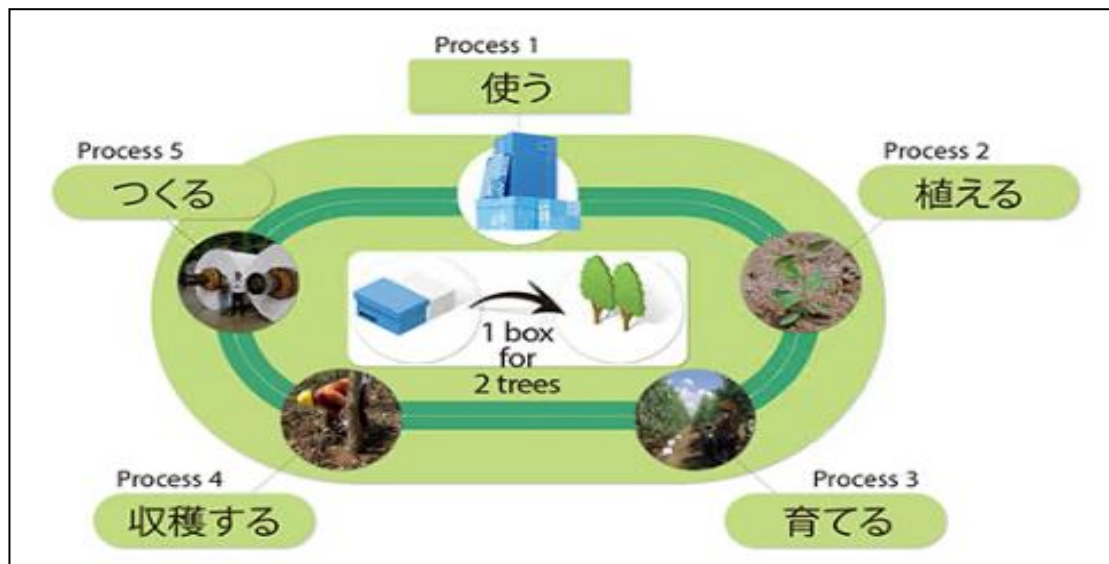 Process 1
使う
Process 5
つくる
Process 2
植える
1 box
for
2 trees
Process 4
収穫する
Process 3
育てる